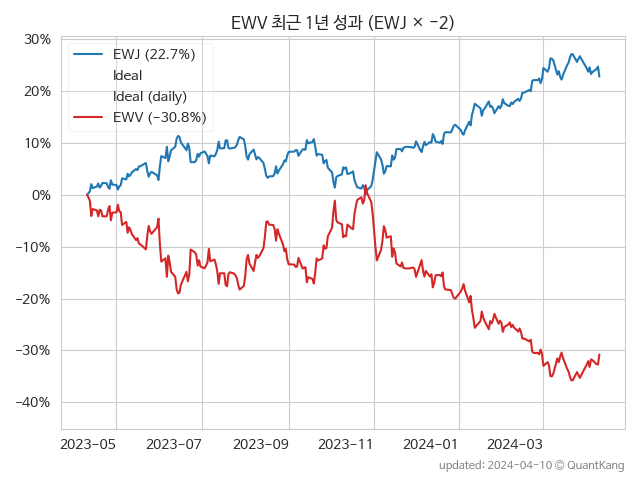 EWV 최근 1년 성과 (EWJ × −2)
30%
20%
10%
0%
−10%
−20%
−30%
−40%
EWJ (22.7%)
Ideal
Ideal (daily)
EWV (−30.8%)
2023−05
2023−07
2023−09
2023−11
2024−01
2024−03
updated: 2024−04−10 © QuantKang